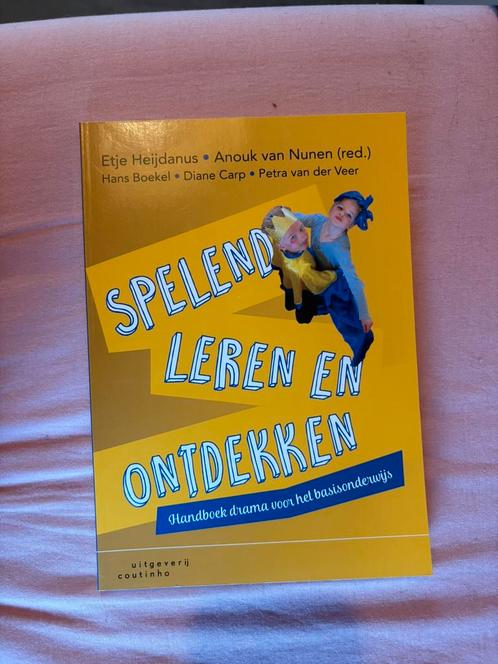 Etje Heijdanus • Anouk van Nunen (red.)
Hans Boekel • Diane Carp • Petra van der Veer
SPELEND
LEREN EN
ONTDEKKEN
Handboek drama voor het basisonderwijs
uitgeverij
coutinho